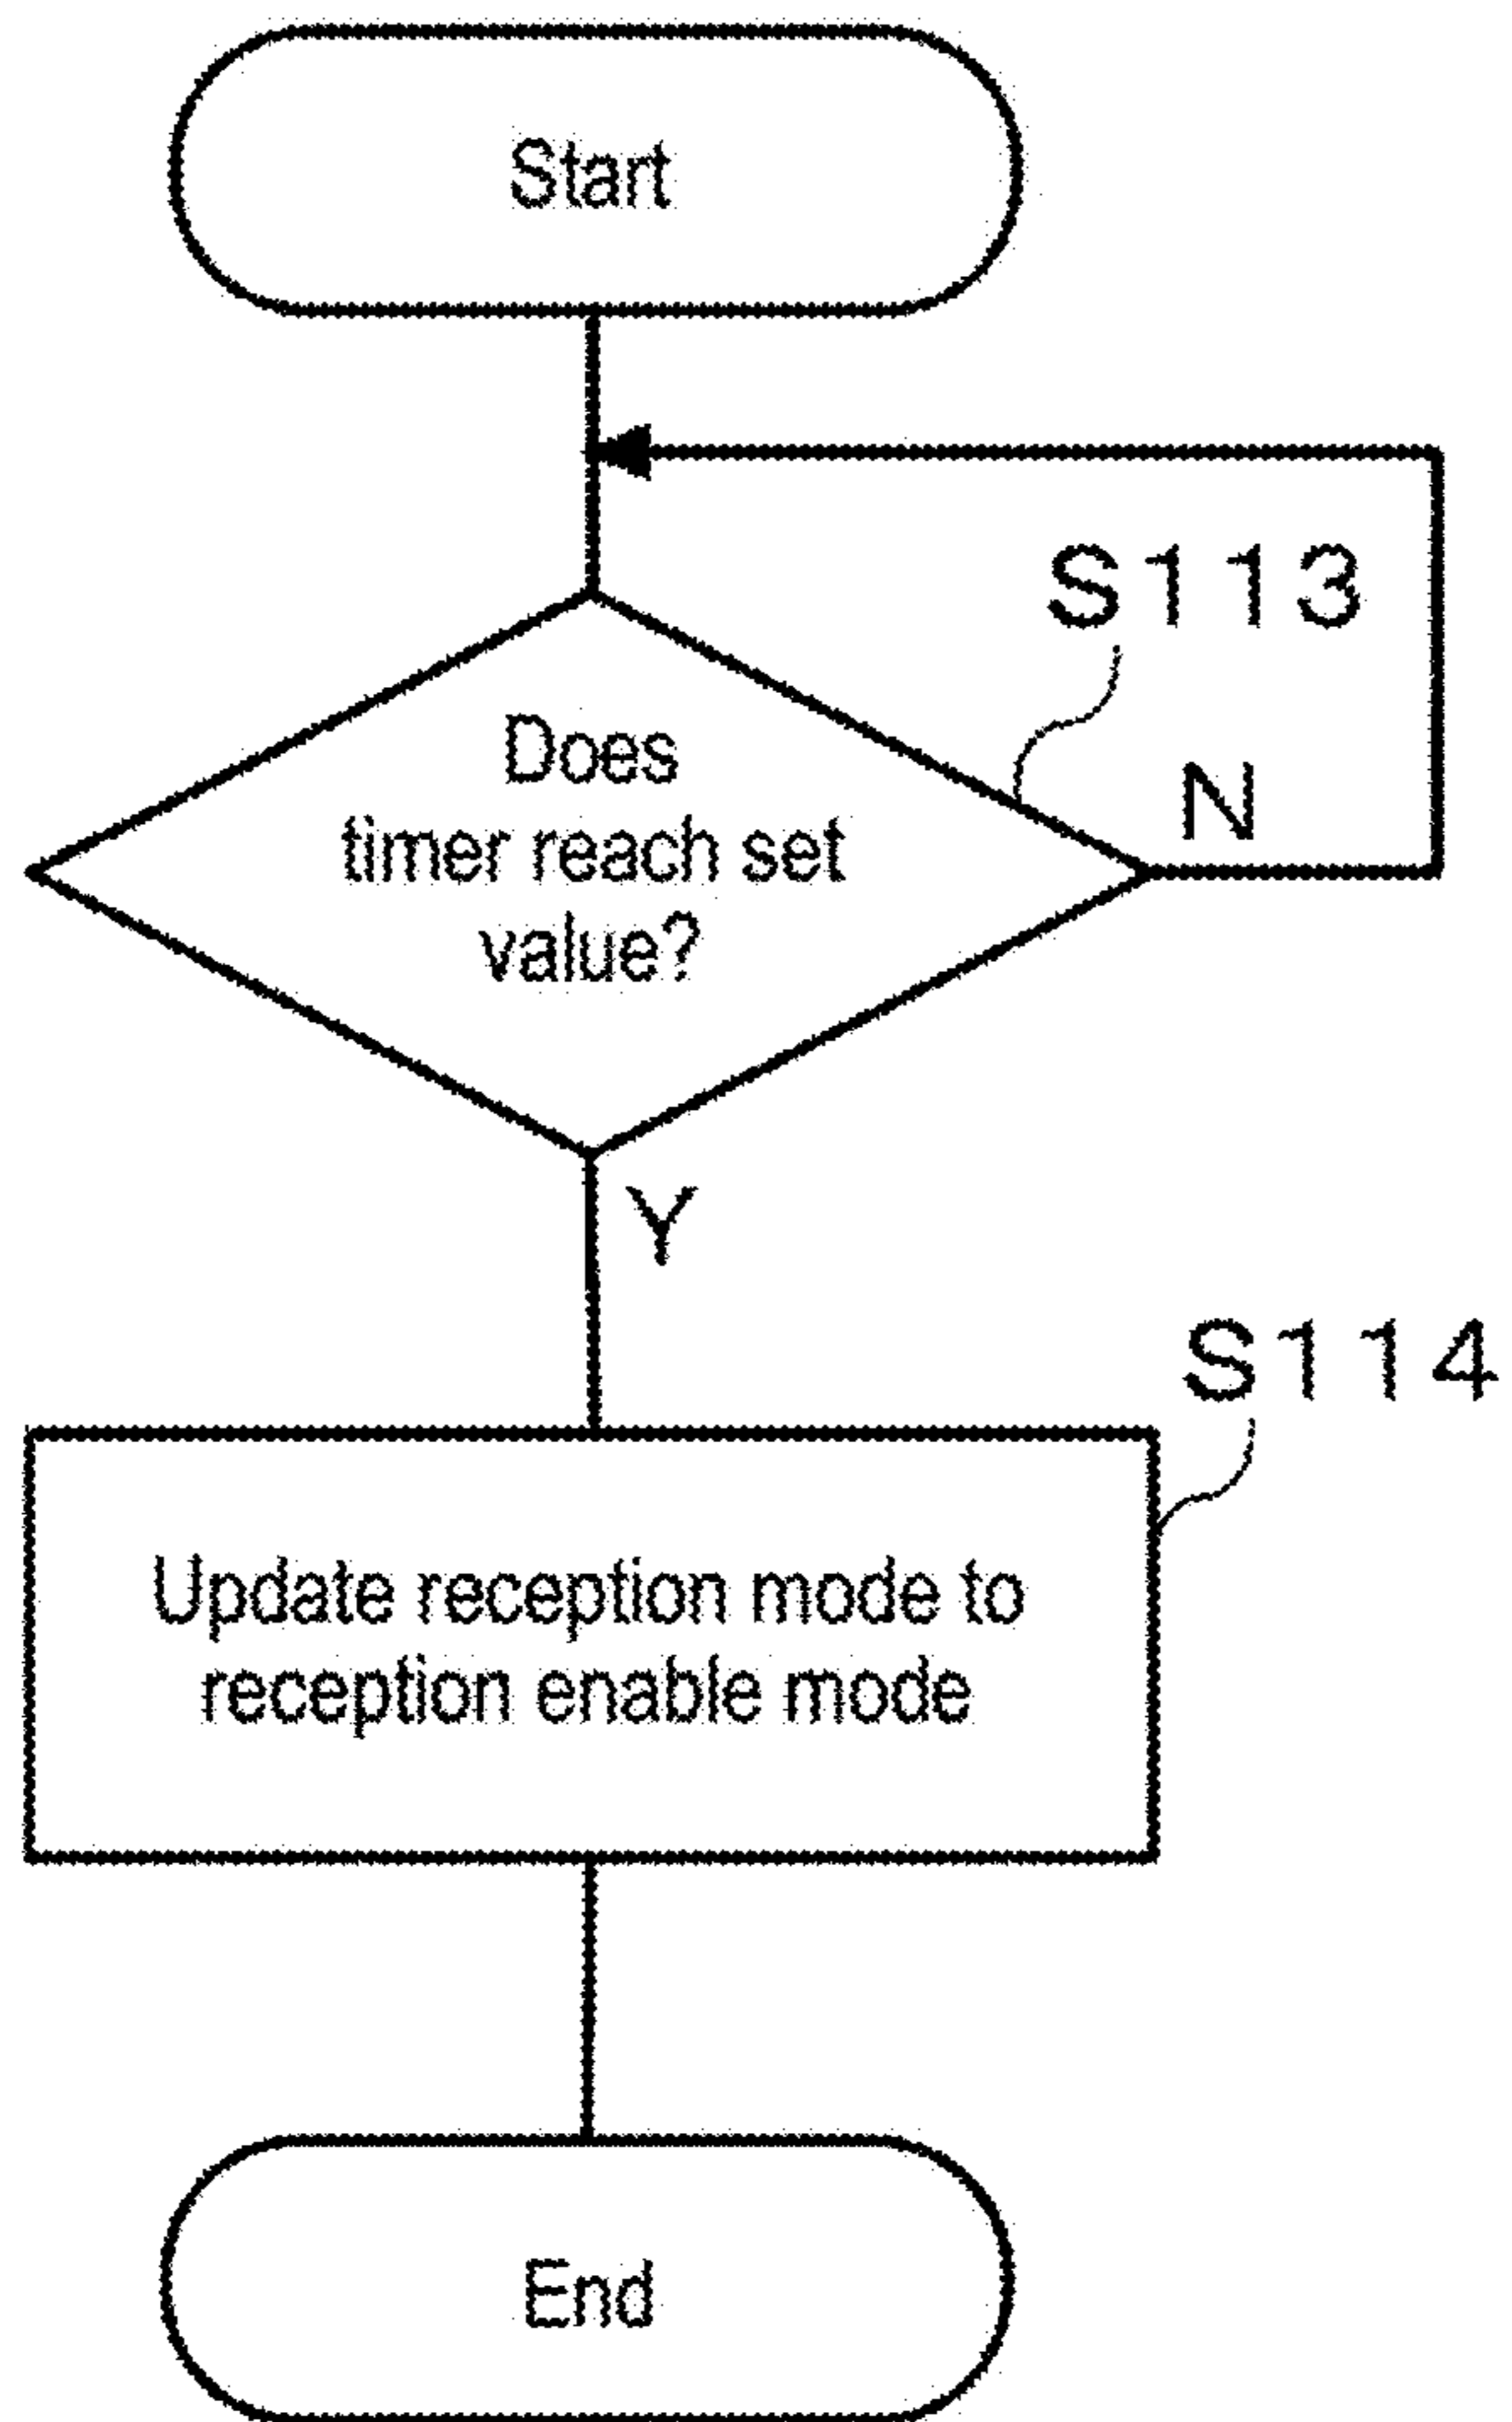 Start
S113
Does
timer reach set
value?
N
Y
S114
Update reception mode to
reception enable mode
End